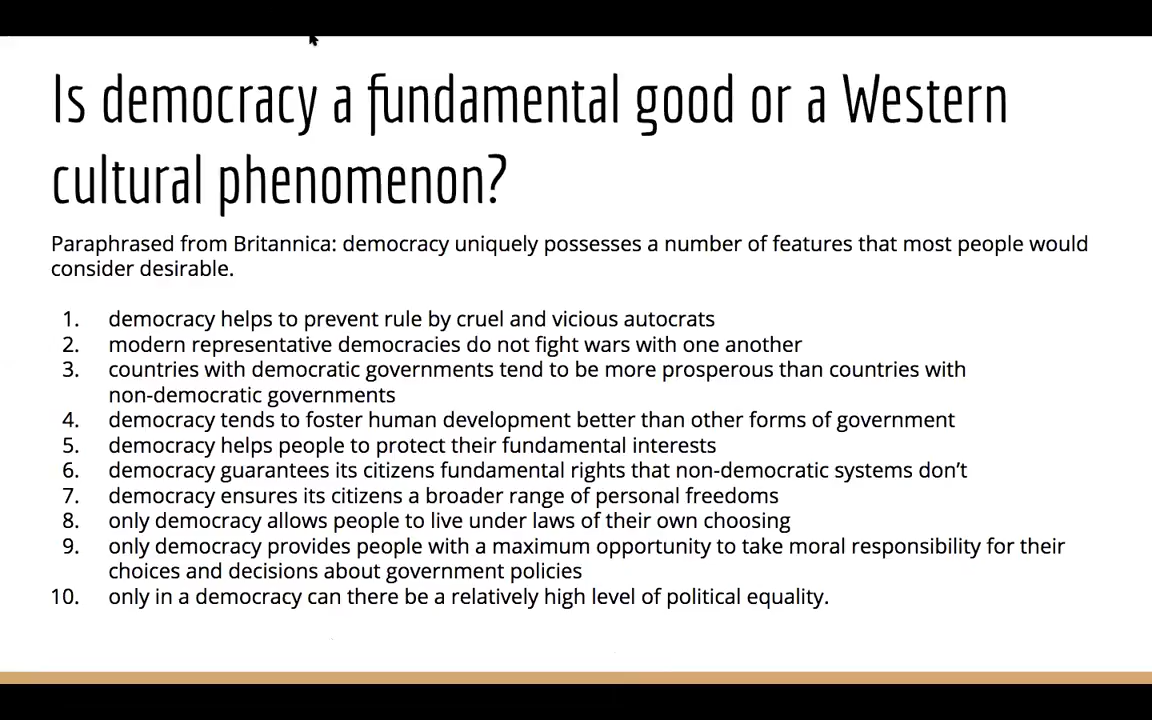 Is democracy a fundamental good or a Western
cultural phenomenon?
Paraphrased from Britannica: democracy uniquely possesses a number of features that most people would
consider desirable.
1. democracy helps to prevent rule by cruel and vicious autocrats
2. modern representative democracies do not fight wars with one another
3. countries with democratic governments tend to be more prosperous than countries with
non-democratic governments
4. democracy tends to foster human development better than other forms of government
5. democracy helps people to protect their fundamental interests
6. democracy guarantees its citizens fundamental rights that non-democratic systems don’t
7. democracy ensures its citizens a broader range of personal freedoms
8. only democracy allows people to live under laws of their own choosing
9. only democracy provides people with a maximum opportunity to take moral responsibility for their
choices and decisions about government policies
10. only in a democracy can there be a relatively high level of political equality.